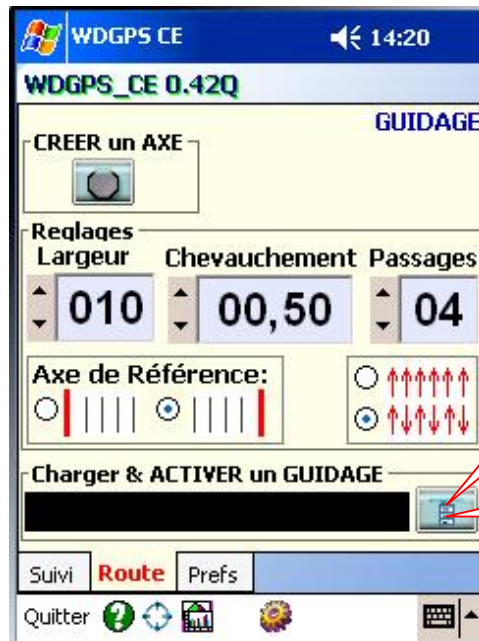 WDGPS CE 14:20
WDGPS_CE 0.42Q
GUIDAGE
CREER un AXE
Reglages
Largeur Chevauchement Passages
010 00,50 04
Axe de Référence:
Charger & ACTIVER un GUIDAGE
Suivi Route Prefs
Quitter